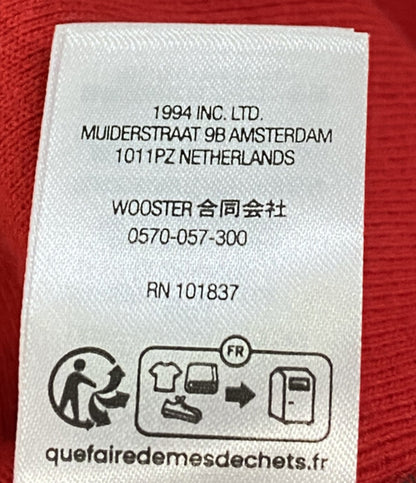 1994 INC. LTD.
MUIDERSTRAAT 9B AMSTERDAM
1011PZ NETHERLANDS
WOOSTER 合同会社
0570-057-300
RN 101837
FR
quefairedemesdechets.fr